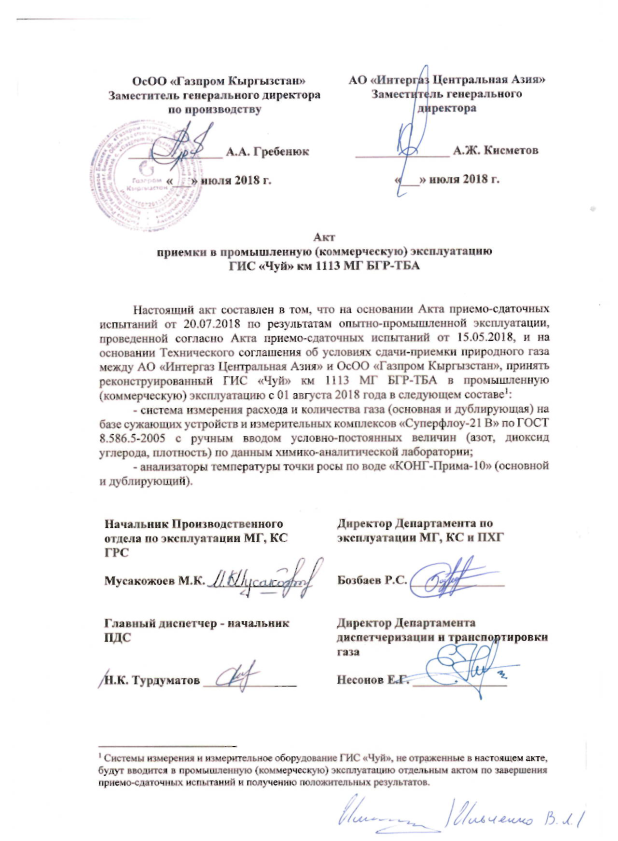 ОсОО «Газпром Кыргызстан»
Заместитель генерального директора
по производству
А.А. Гребенюк
«___» июля 2018 г.
АО «Интергаз Центральная Азия»
Заместитель генерального
директора
А.Ж. Кисметов
«___» июля 2018 г.
Газпром
Кыргызстан
Акт
приемки в промышленную (коммерческую) эксплуатацию
ГИС «Чуй» км 1113 МГ БГР-ТБА
Настоящий акт составлен в том, что на основании Акта приемо-сдаточных
испытаний от 20.07.2018 по результатам опытно-промышленной эксплуатации,
проведенной согласно Акта приемо-сдаточных испытаний от 15.05.2018, и на
основании Технического соглашения об условиях сдачи-приемки природного газа
между АО «Интергаз Центральная Азия» и ОсОО «Газпром Кыргызстан», принять
реконструированный ГИС «Чуй» км 1113 МГ БГР-ТБА в промышленную
(коммерческую) эксплуатацию с 01 августа 2018 года в следующем составе¹:
- система измерения расхода и количества газа (основная и дублирующая) на
базе сужающих устройств и измерительных комплексов «Суперфлоу-21 В» по ГОСТ
8.586.5-2005 с ручным вводом условно-постоянных величин (азот, диоксид
углерода, плотность) по данным химико-аналитической лаборатории;
- анализаторы температуры точки росы по воде «КОНГ-Прима-10» (основной
и дублирующий).
Начальник Производственного
отдела по эксплуатации МГ, КС
ГРС
Мусакожоев М.К.
Директор Департамента по
эксплуатации МГ, КС и ПХГ
Бозбаев Р.С.
Главный диспетчер - начальник
ПДС
Н.К. Турдуматов
Директор Департамента
диспетчеризации и транспортировки
газа
Несонов Е.Г.
¹ Системы измерения и измерительное оборудование ГИС «Чуй», не отраженные в настоящем акте,
будут вводится в промышленную (коммерческую) эксплуатацию отдельным актом по завершения
приемо-сдаточных испытаний и получению положительных результатов.
Ильченко В.М